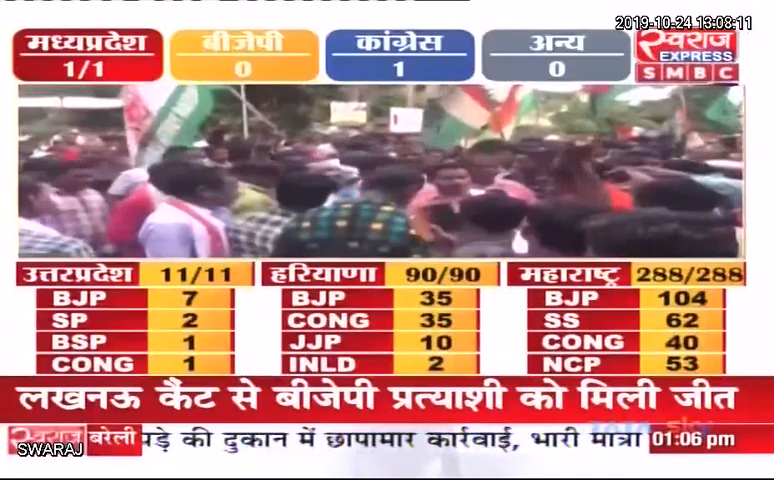 2019-10-24 13:08:11
मध्यप्रदेश 1/1
बीजेपी 0
कांग्रेस 1
अन्य 0
स्वराज EXPRESS SMBC
उत्तरप्रदेश 11/11
BJP 7
SP 2
BSP 1
CONG 1
हरियाणा 90/90
BJP 35
CONG 35
JJP 10
INLD 2
महाराष्ट्र 288/288
BJP 104
SS 62
CONG 40
NCP 53
लखनऊ कैंट से बीजेपी प्रत्याशी को मिली जीत
स्वराज बरेली पड़े की दुकान में छापामार कार्रवाई, भारी मात्रा 01:06 pm
TATA sky
SWARAJ